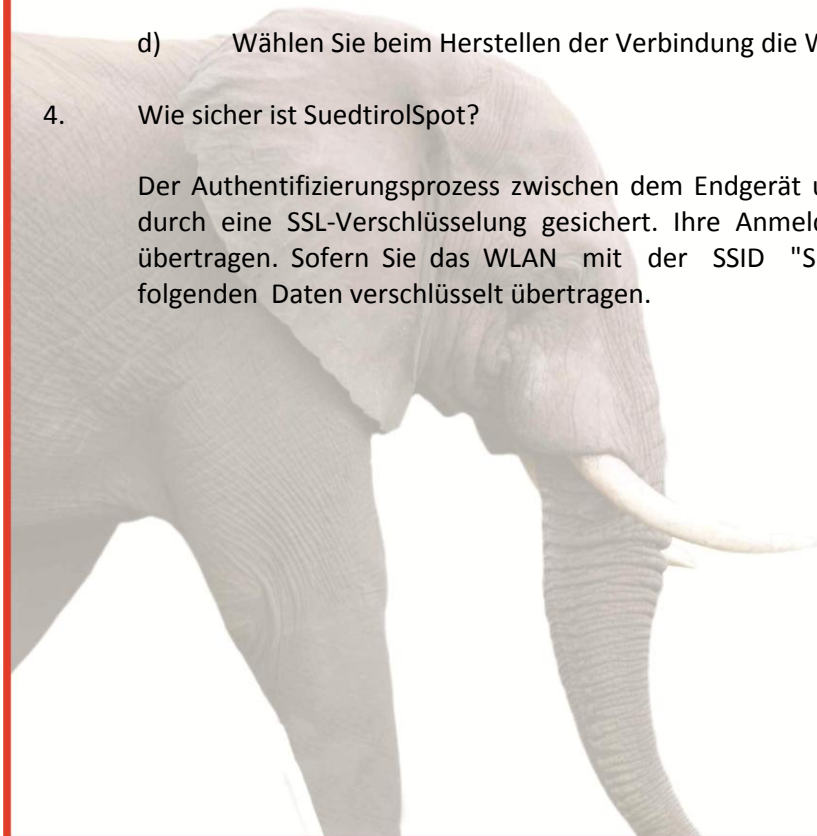 d) Wählen Sie beim Herstellen der Verbindung die
4. Wie sicher ist SuedtirolSpot?
Der Authentifizierungsprozess zwischen dem Endgerät
durch eine SSL-Verschlüsselung gesichert. Ihre
übertragen. Sofern Sie das WLAN mit der SSID
folgenden Daten verschlüsselt übertragen.